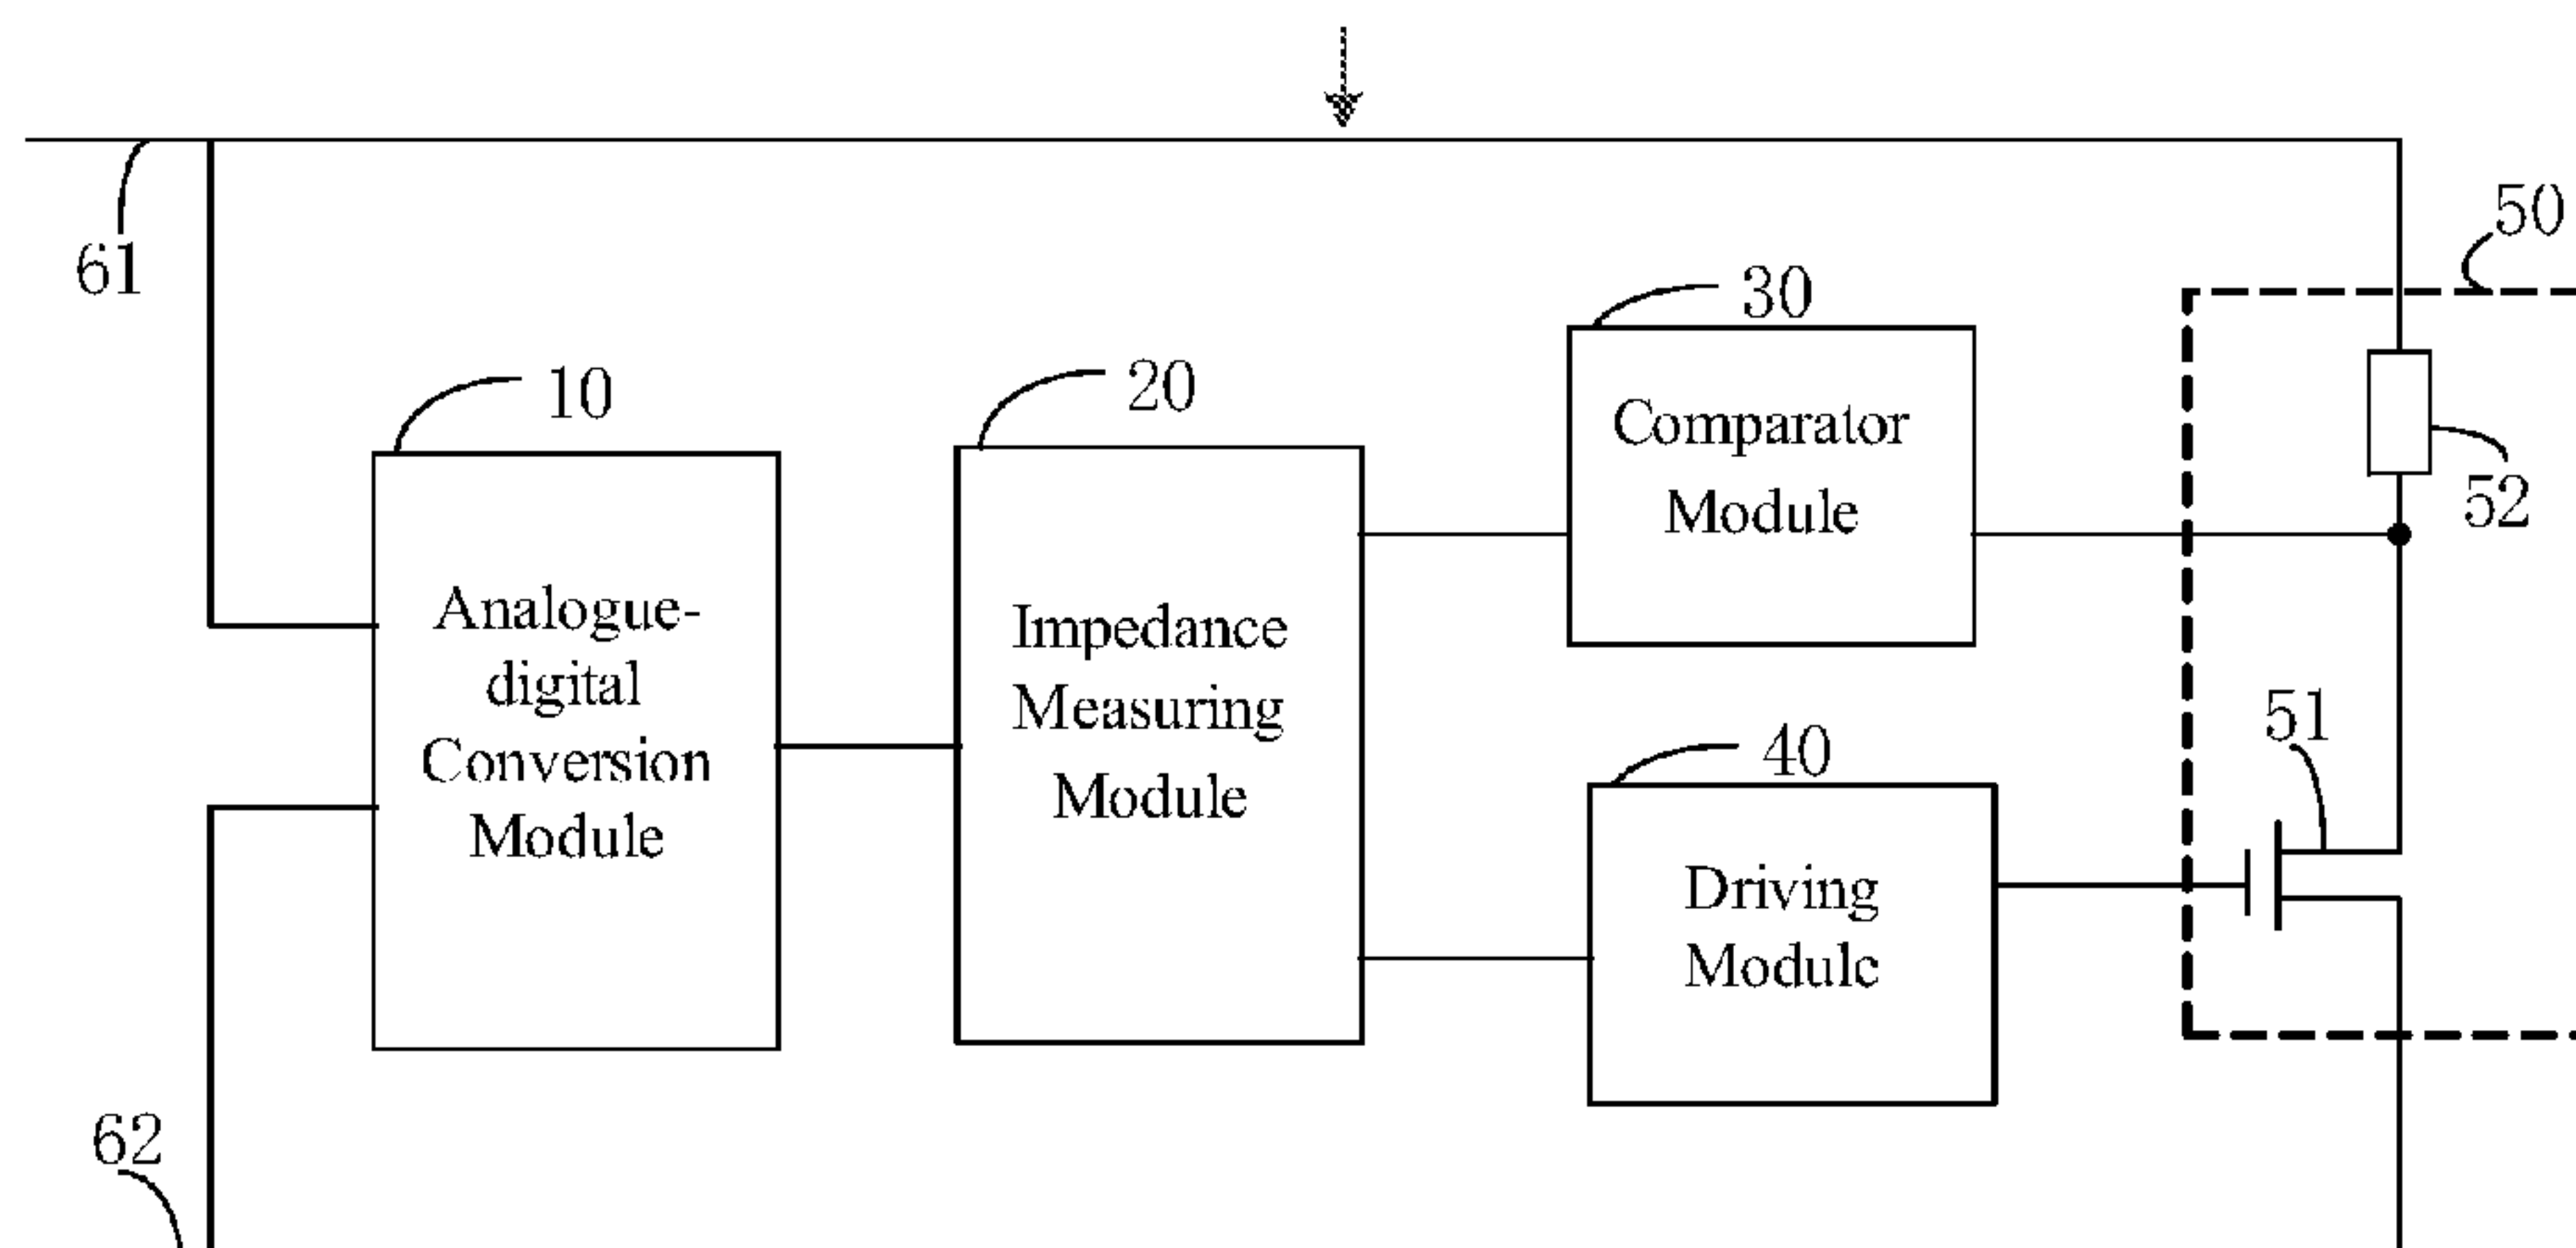 61
50
30
10
20
Comparator
Module
52
Analogue-
digital
Conversion
Module
Impedance
Measuring
Module
51
40
Driving
Module
62